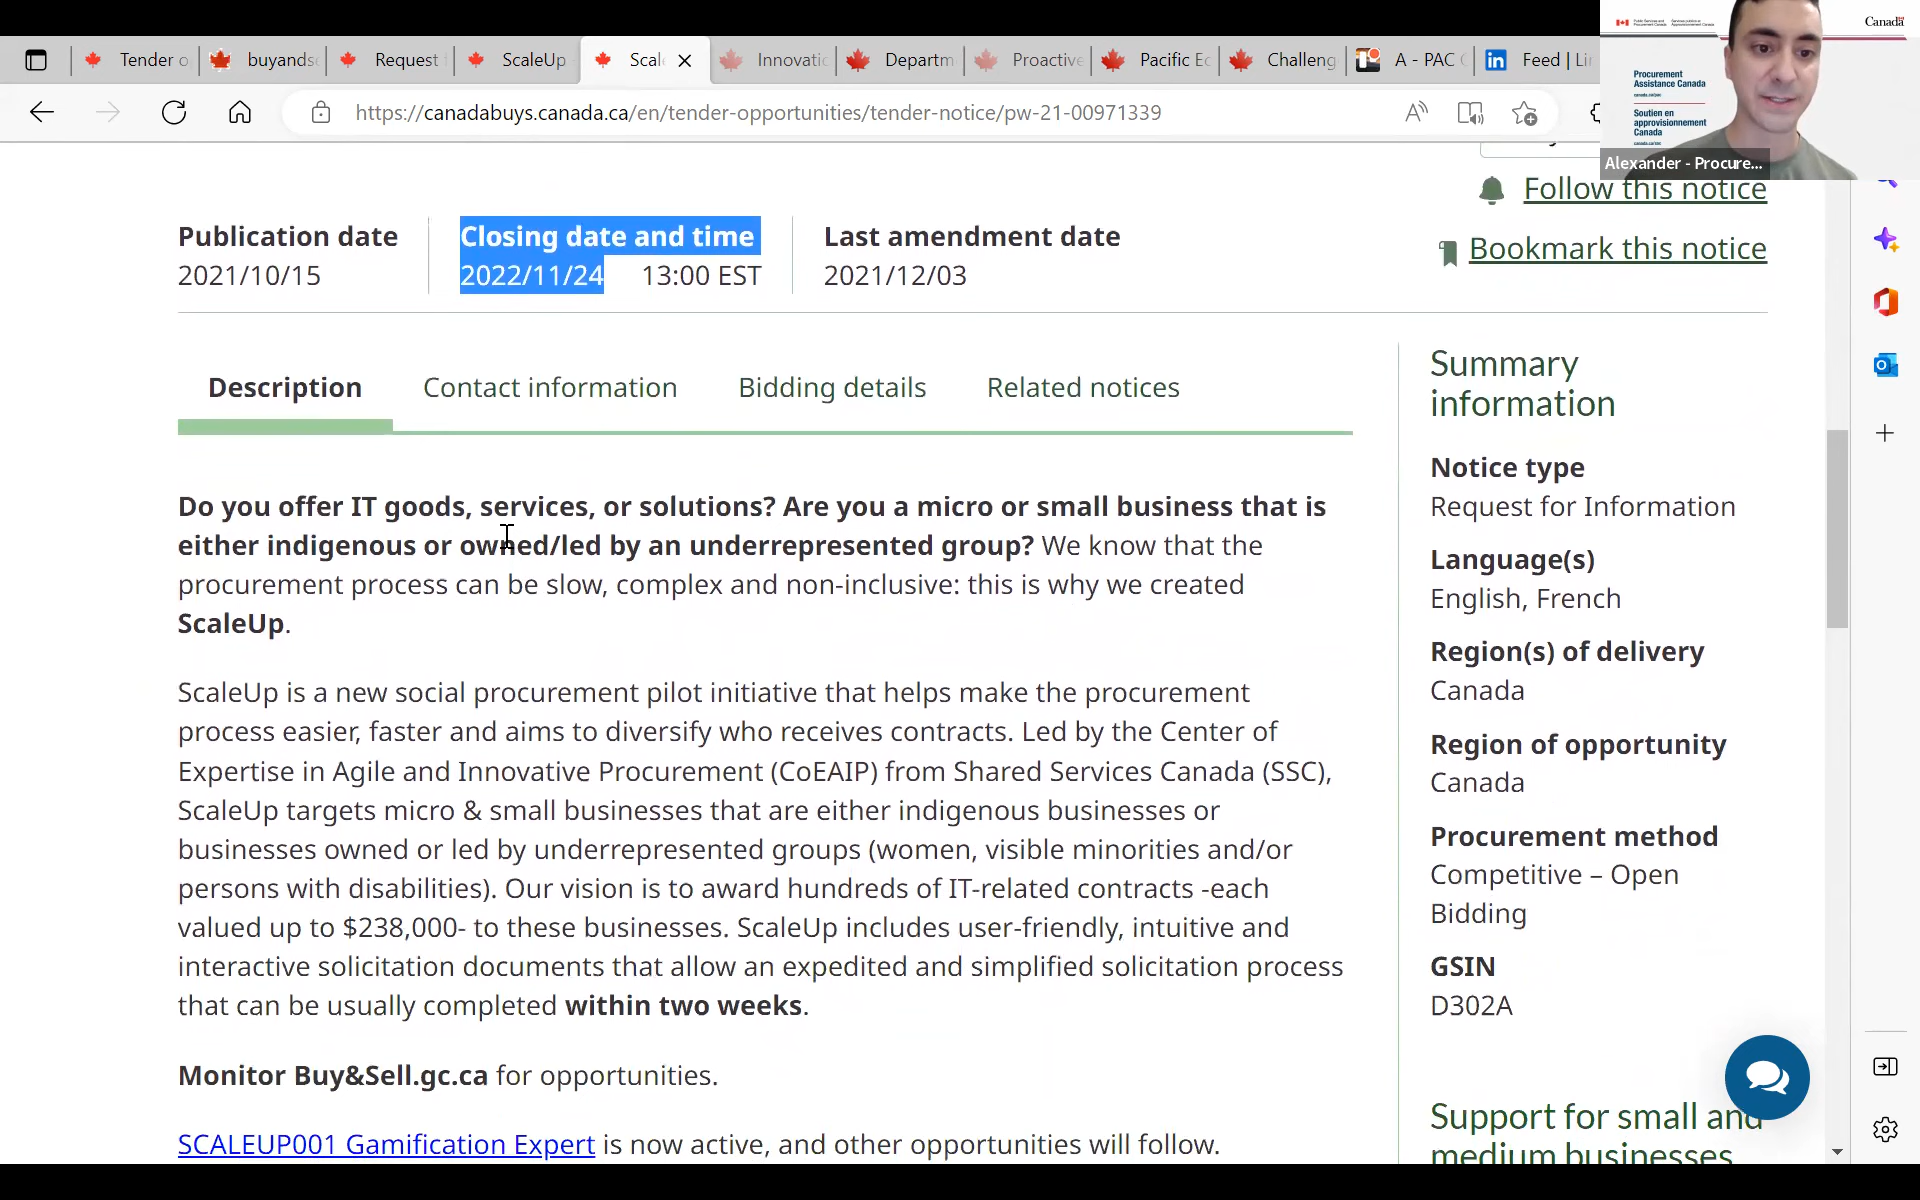 Tender o
buyands
Request
ScaleUp
Scal
Innovatio
Departm
Proactive
Pacific Ec
Challeng
A - PAC
Feed | Li
https://canadabuys.canada.ca/en/tender-opportunities/tender-notice/pw-21-00971339
Canada
Procurement
Assistance Canada
Soutien en
approvisionnement
Canada
Alexander - Procure...
Follow this notice
Bookmark this notice
Publication date
2021/10/15
Closing date and time
2022/11/24 13:00 EST
Last amendment date
2021/12/03
Description
Contact information
Bidding details
Related notices
Do you offer IT goods, services, or solutions? Are you a micro or small business that is
either indigenous or owned/led by an underrepresented group? We know that the
procurement process can be slow, complex and non-inclusive: this is why we created
ScaleUp.
ScaleUp is a new social procurement pilot initiative that helps make the procurement
process easier, faster and aims to diversify who receives contracts. Led by the Center of
Expertise in Agile and Innovative Procurement (CoEAIP) from Shared Services Canada (SSC),
ScaleUp targets micro & small businesses that are either indigenous businesses or
businesses owned or led by underrepresented groups (women, visible minorities and/or
persons with disabilities). Our vision is to award hundreds of IT-related contracts -each
valued up to $238,000- to these businesses. ScaleUp includes user-friendly, intuitive and
interactive solicitation documents that allow an expedited and simplified solicitation process
that can be usually completed within two weeks.
Monitor Buy&Sell.gc.ca for opportunities.
SCALEUP001 Gamification Expert is now active, and other opportunities will follow.
Summary
information
Notice type
Request for Information
Language(s)
English, French
Region(s) of delivery
Canada
Region of opportunity
Canada
Procurement method
Competitive – Open
Bidding
GSIN
D302A
Support for small and
medium businesses